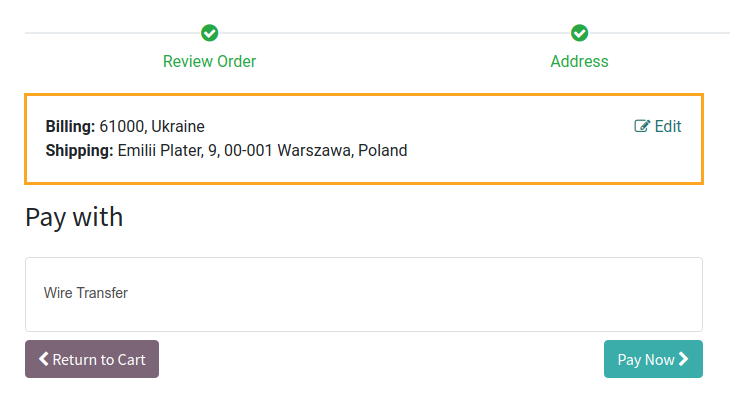 Review Order
Address
Billing: 61000, Ukraine
Edit
Shipping: Emilii Plater, 9, 00-001 Warszawa, Poland
Pay with
Wire Transfer
Return to Cart
Pay Now